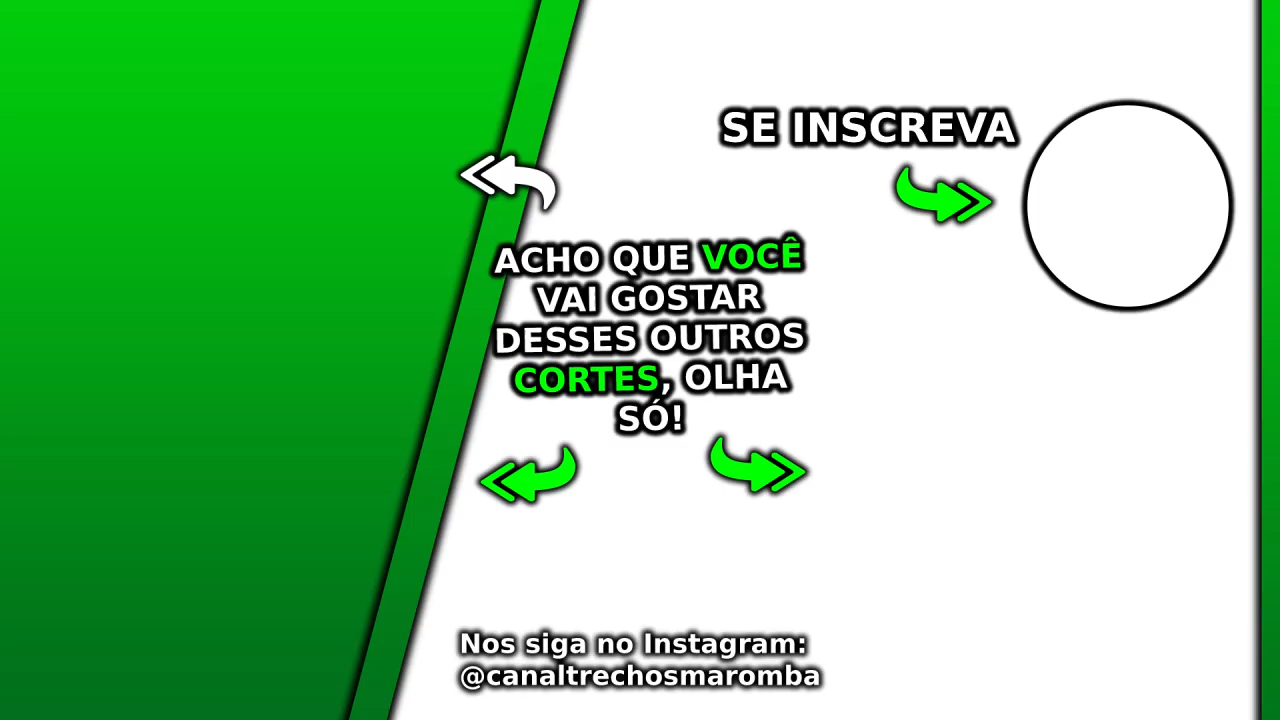 SE INSCREVA
ACHO QUE VOCÊ
VAI GOSTAR
DESSES OUTROS
CORTES, OLHA
SÓ!
Nos siga no Instagram:
@canaltrechosmaromba